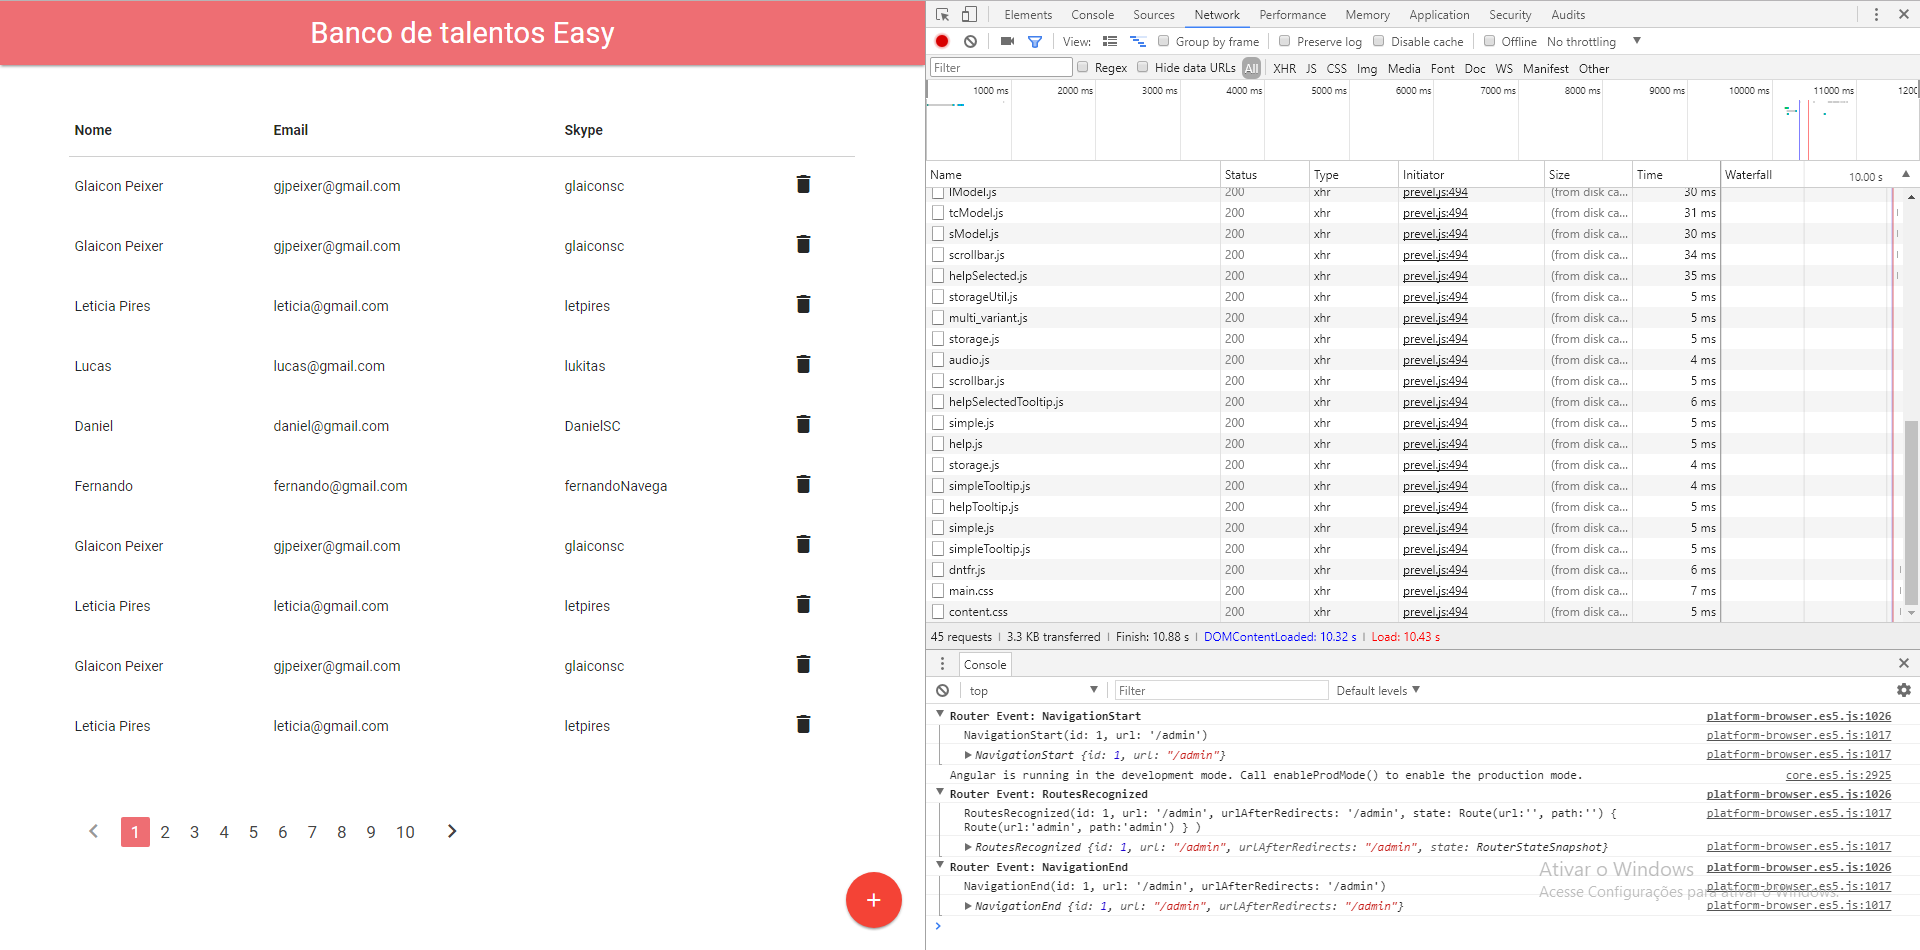 Banco de talentos Easy
Nome Email Skype
Glaicon Peixer gjpeixer@gmail.com glaiconsc
Glaicon Peixer gjpeixer@gmail.com glaiconsc
Leticia Pires leticia@gmail.com letpires
Lucas lucas@gmail.com lukitas
Daniel daniel@gmail.com DanielSC
Fernando fernando@gmail.com fernandoNavega
Glaicon Peixer gjpeixer@gmail.com glaiconsc
Leticia Pires leticia@gmail.com letpires
Glaicon Peixer gjpeixer@gmail.com glaiconsc
Leticia Pires leticia@gmail.com letpires
1 2 3 4 5 6 7 8 9 10
+
Elements Console Sources Network Performance Memory Application Security Audits
View: Group by frame Preserve log Disable cache Offline No throttling
Filter Regex Hide data URLs All XHR JS CSS Img Media Font Doc WS Manifest Other
1000 ms 2000 ms 3000 ms 4000 ms 5000 ms 6000 ms 7000 ms 8000 ms 9000 ms 10000 ms 11000 ms 1200
Name Status Type Initiator Size Time Waterfall 10.00 s
lModel.js 200 xhr prevel.js:494 (from disk ca... 30 ms
tcModel.js 200 xhr prevel.js:494 (from disk ca... 31 ms
sModel.js 200 xhr prevel.js:494 (from disk ca... 30 ms
scrollbar.js 200 xhr prevel.js:494 (from disk ca... 34 ms
helpSelected.js 200 xhr prevel.js:494 (from disk ca... 35 ms
storageUtil.js 200 xhr prevel.js:494 (from disk ca... 5 ms
multi_variant.js 200 xhr prevel.js:494 (from disk ca... 5 ms
storage.js 200 xhr prevel.js:494 (from disk ca... 5 ms
audio.js 200 xhr prevel.js:494 (from disk ca... 4 ms
scrollbar.js 200 xhr prevel.js:494 (from disk ca... 5 ms
helpSelectedTooltip.js 200 xhr prevel.js:494 (from disk ca... 6 ms
simple.js 200 xhr prevel.js:494 (from disk ca... 5 ms
help.js 200 xhr prevel.js:494 (from disk ca... 5 ms
storage.js 200 xhr prevel.js:494 (from disk ca... 4 ms
simpleTooltip.js 200 xhr prevel.js:494 (from disk ca... 4 ms
helpTooltip.js 200 xhr prevel.js:494 (from disk ca... 5 ms
simple.js 200 xhr prevel.js:494 (from disk ca... 5 ms
simpleTooltip.js 200 xhr prevel.js:494 (from disk ca... 5 ms
dntfr.js 200 xhr prevel.js:494 (from disk ca... 6 ms
main.css 200 xhr prevel.js:494 (from disk ca... 7 ms
content.css 200 xhr prevel.js:494 (from disk ca... 5 ms
45 requests | 3.3 KB transferred | Finish: 10.88 s | DOMContentLoaded: 10.32 s | Load: 10.43 s
Console
top Filter Default levels
Router Event: NavigationStart platform-browser.es5.js:1026
NavigationStart(id: 1, url: '/admin') platform-browser.es5.js:1017
NavigationStart {id: 1, url: "/admin"} platform-browser.es5.js:1017
Angular is running in the development mode. Call enableProdMode() to enable the production mode. core.es5.js:2925
Router Event: RoutesRecognized platform-browser.es5.js:1026
RoutesRecognized(id: 1, url: '/admin', urlAfterRedirects: '/admin', state: Route(url:'', path:'') { platform-browser.es5.js:1017
Route(url:'admin', path:'admin') } )
RoutesRecognized {id: 1, url: "/admin", urlAfterRedirects: "/admin", state: RouterStateSnapshot} platform-browser.es5.js:1017
Router Event: NavigationEnd platform-browser.es5.js:1026
NavigationEnd(id: 1, url: '/admin', urlAfterRedirects: '/admin') platform-browser.es5.js:1017
NavigationEnd {id: 1, url: "/admin", urlAfterRedirects: "/admin"} platform-browser.es5.js:1017
Ativar o Windows
Acesse Configurações para ativar o Windows.